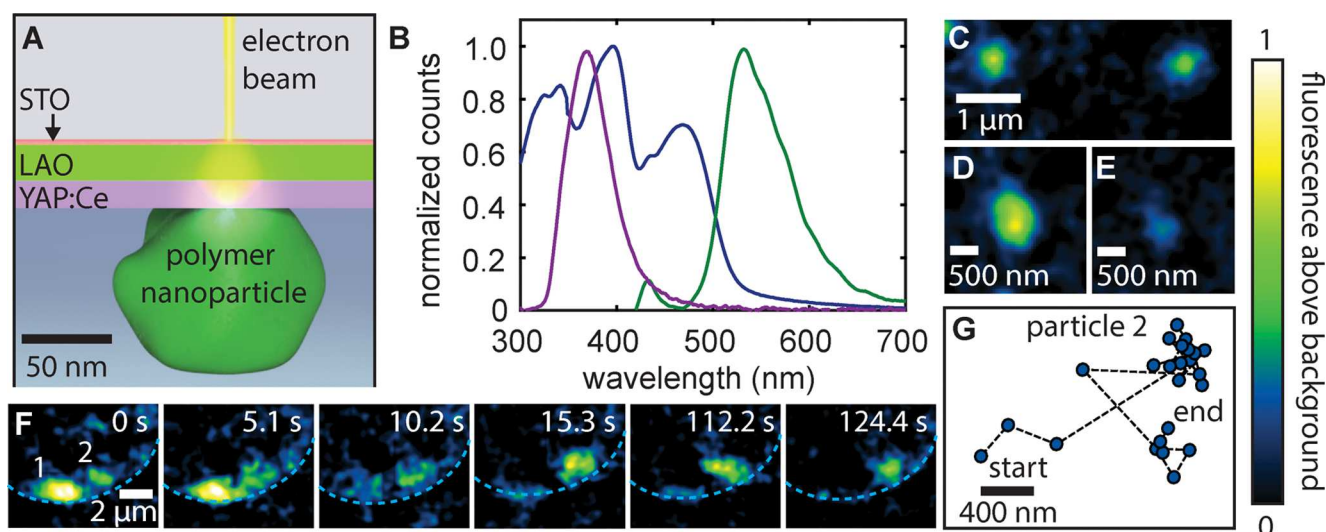 A
electron
beam
STO
LAO
YAP:Ce
polymer
nanoparticle
50 nm
B
normalized counts
1.0
0.8
0.6
0.4
0.2
0
300
400
500
600
700
wavelength (nm)
C
1 µm
D
500 nm
E
500 nm
F
0 s
1
2
2 µm
5.1 s
10.2 s
15.3 s
112.2 s
124.4 s
G
particle 2
end
start
400 nm
1
fluorescence above background
0